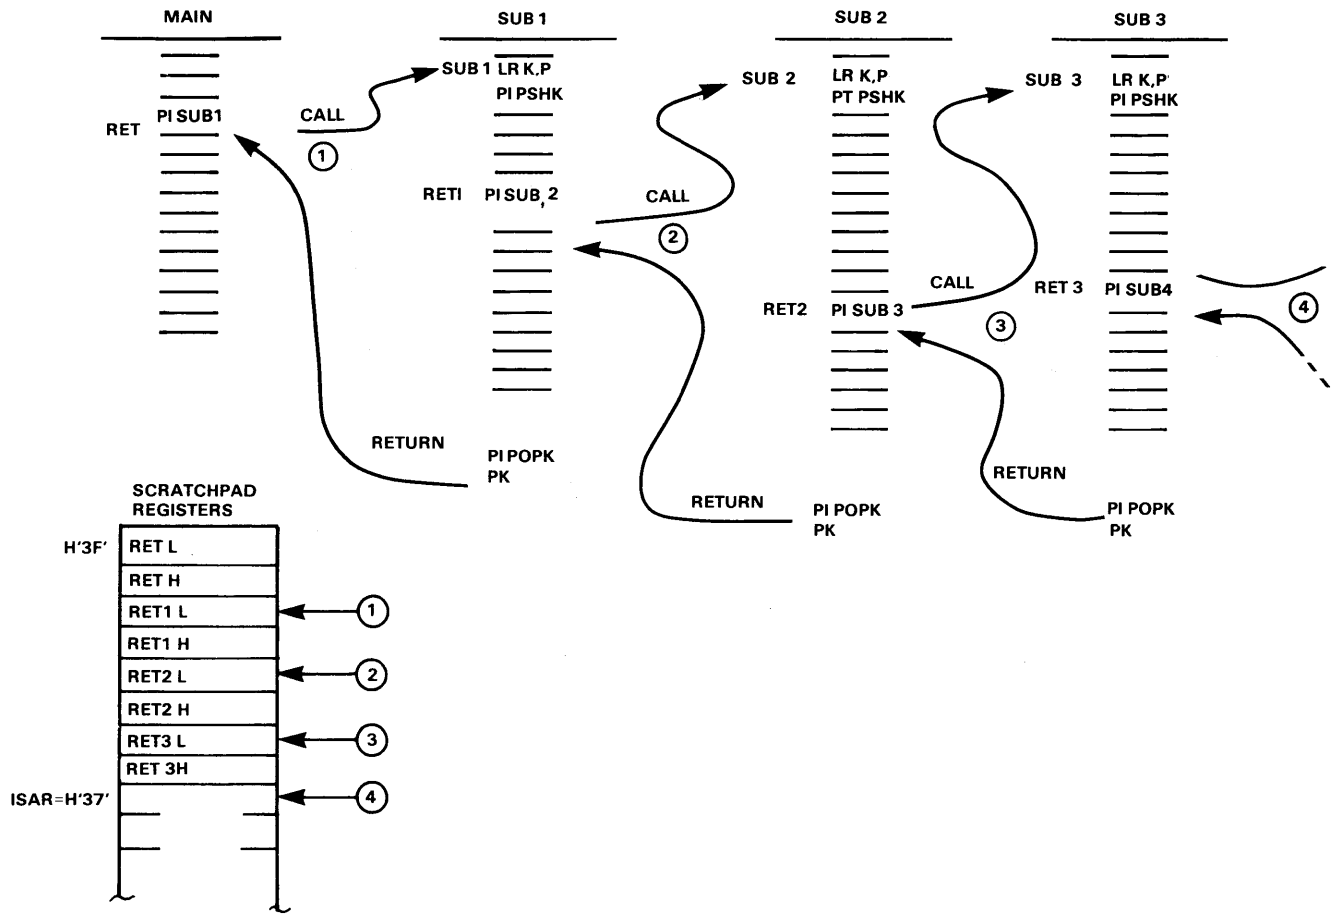 MAIN
SUB 1
SUB 2
SUB 3
PI SUB1
RET
CALL
1
SUB 1 LR K,P
PI PSHK
RETI PI SUB, 2
CALL
2
SUB 2
LR K,P
PT PSHK
RET2 PI SUB 3
CALL
3
SUB 3
LR K,P
PI PSHK
RET 3 PI SUB4
4
RETURN
PI POPK
PK
RETURN
PI POPK
PK
RETURN
PI POPK
PK
SCRATCHPAD
REGISTERS
H'3F' RET L
RET H
RET1 L
1
RET1 H
RET2 L
2
RET2 H
RET3 L
3
RET 3H
ISAR=H'37'
4